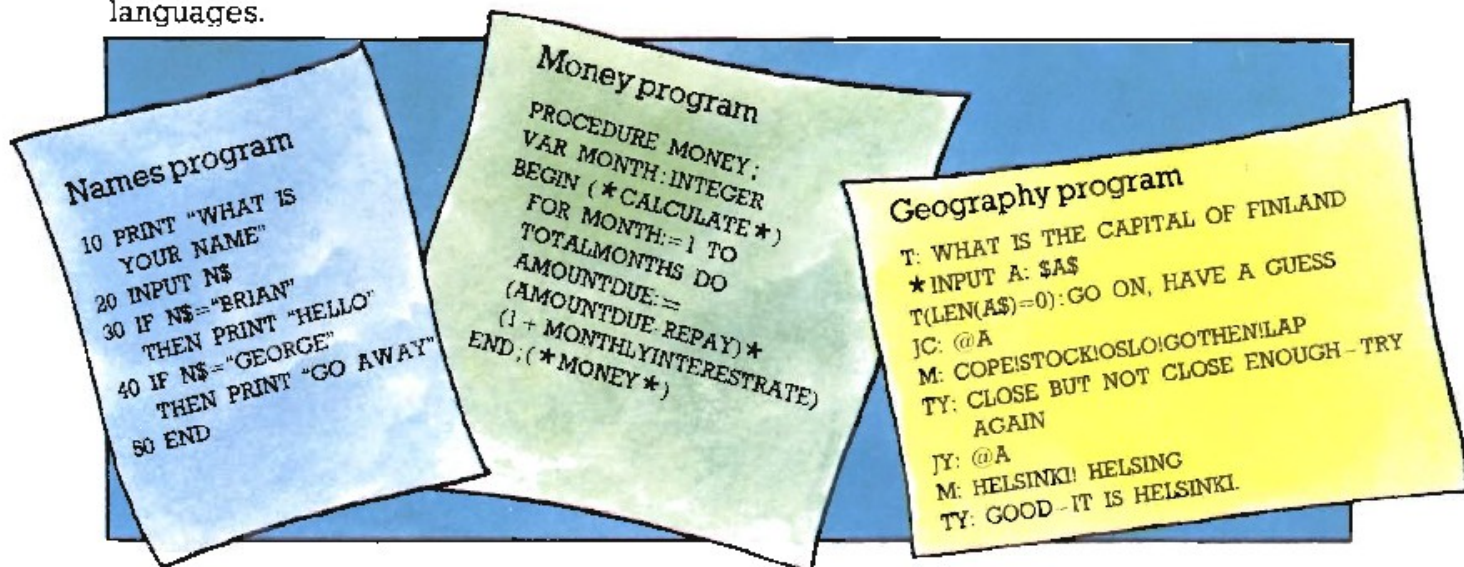 languages.
Names program
10 PRINT "WHAT IS
YOUR NAME"
20 INPUT N$
30 IF N$="BRIAN"
THEN PRINT "HELLO"
40 IF N$="GEORGE"
THEN PRINT "GO AWAY"
50 END
Money program
PROCEDURE MONEY;
VAR MONTH:INTEGER
BEGIN (*CALCULATE*)
FOR MONTH:=1 TO
TOTALMONTHS DO
AMOUNTDUE:=
(AMOUNTDUE-REPAY)*
(1 + MONTHLYINTERESTRATE)
END;(*MONEY*)
Geography program
T: WHAT IS THE CAPITAL OF FINLAND
*INPUT A: $A$
T(LEN(A$)=0):GO ON, HAVE A GUESS
JC: @A
M: COPE!STOCK!OSLO!GOTHEN!LAP
TY: CLOSE BUT NOT CLOSE ENOUGH–TRY
AGAIN
JY: @A
M: HELSINKI! HELSING
TY: GOOD–IT IS HELSINKI.